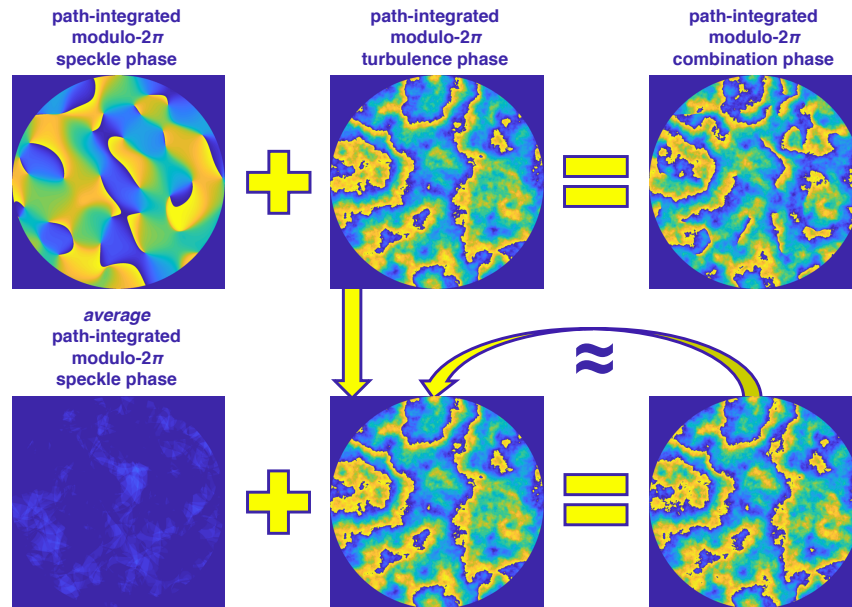 path-integrated
modulo-2π
speckle phase
path-integrated
modulo-2π
turbulence phase
path-integrated
modulo-2π
combination phase
average
path-integrated
modulo-2π
speckle phase
≈